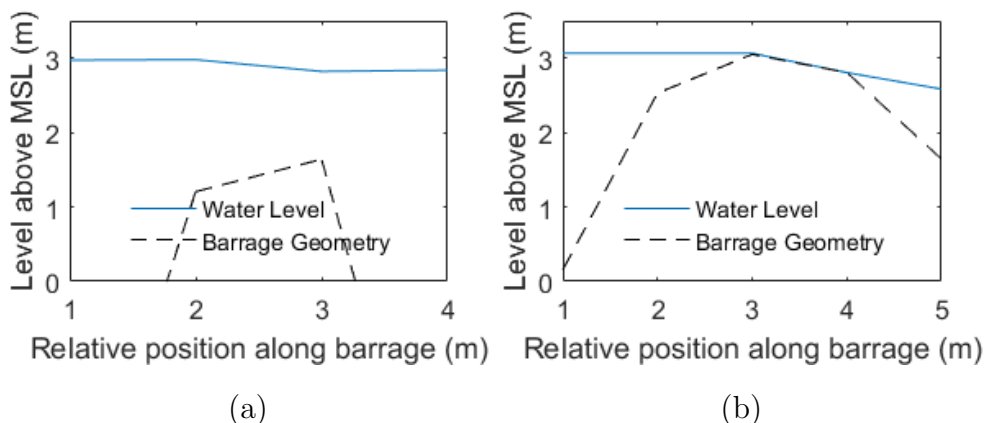 Level above MSL (m)
3
2
1
0
Water Level
Barrage Geometry
1 2 3 4
Relative position along barrage (m)
(a)
Level above MSL (m)
3
2
1
0
Water Level
Barrage Geometry
1 2 3 4 5
Relative position along barrage (m)
(b)